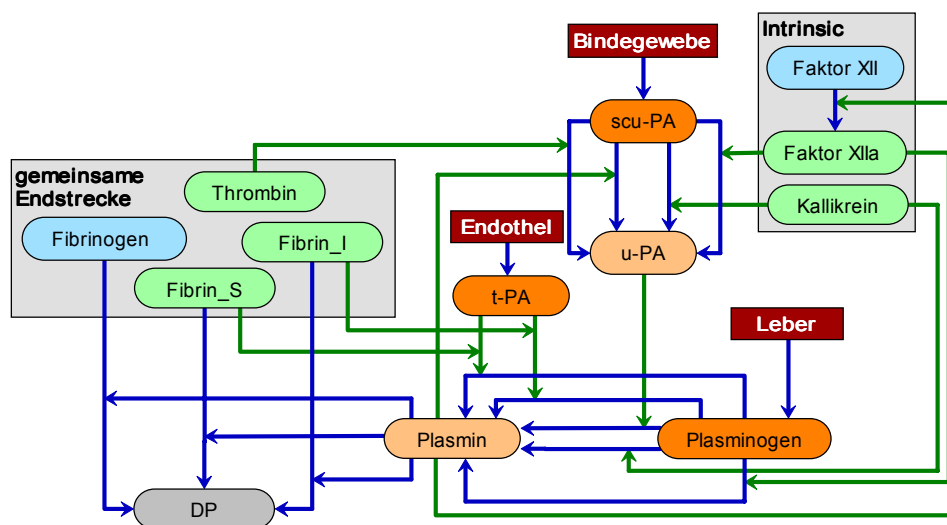 Bindegewebe
Intrinsic
Faktor XII
scu-PA
Faktor XIIa
gemeinsame
Endstrecke
Thrombin
Kallikrein
Fibrinogen
Fibrin_I
Endothel
u-PA
Fibrin_S
t-PA
Leber
Plasmin
Plasminogen
DP